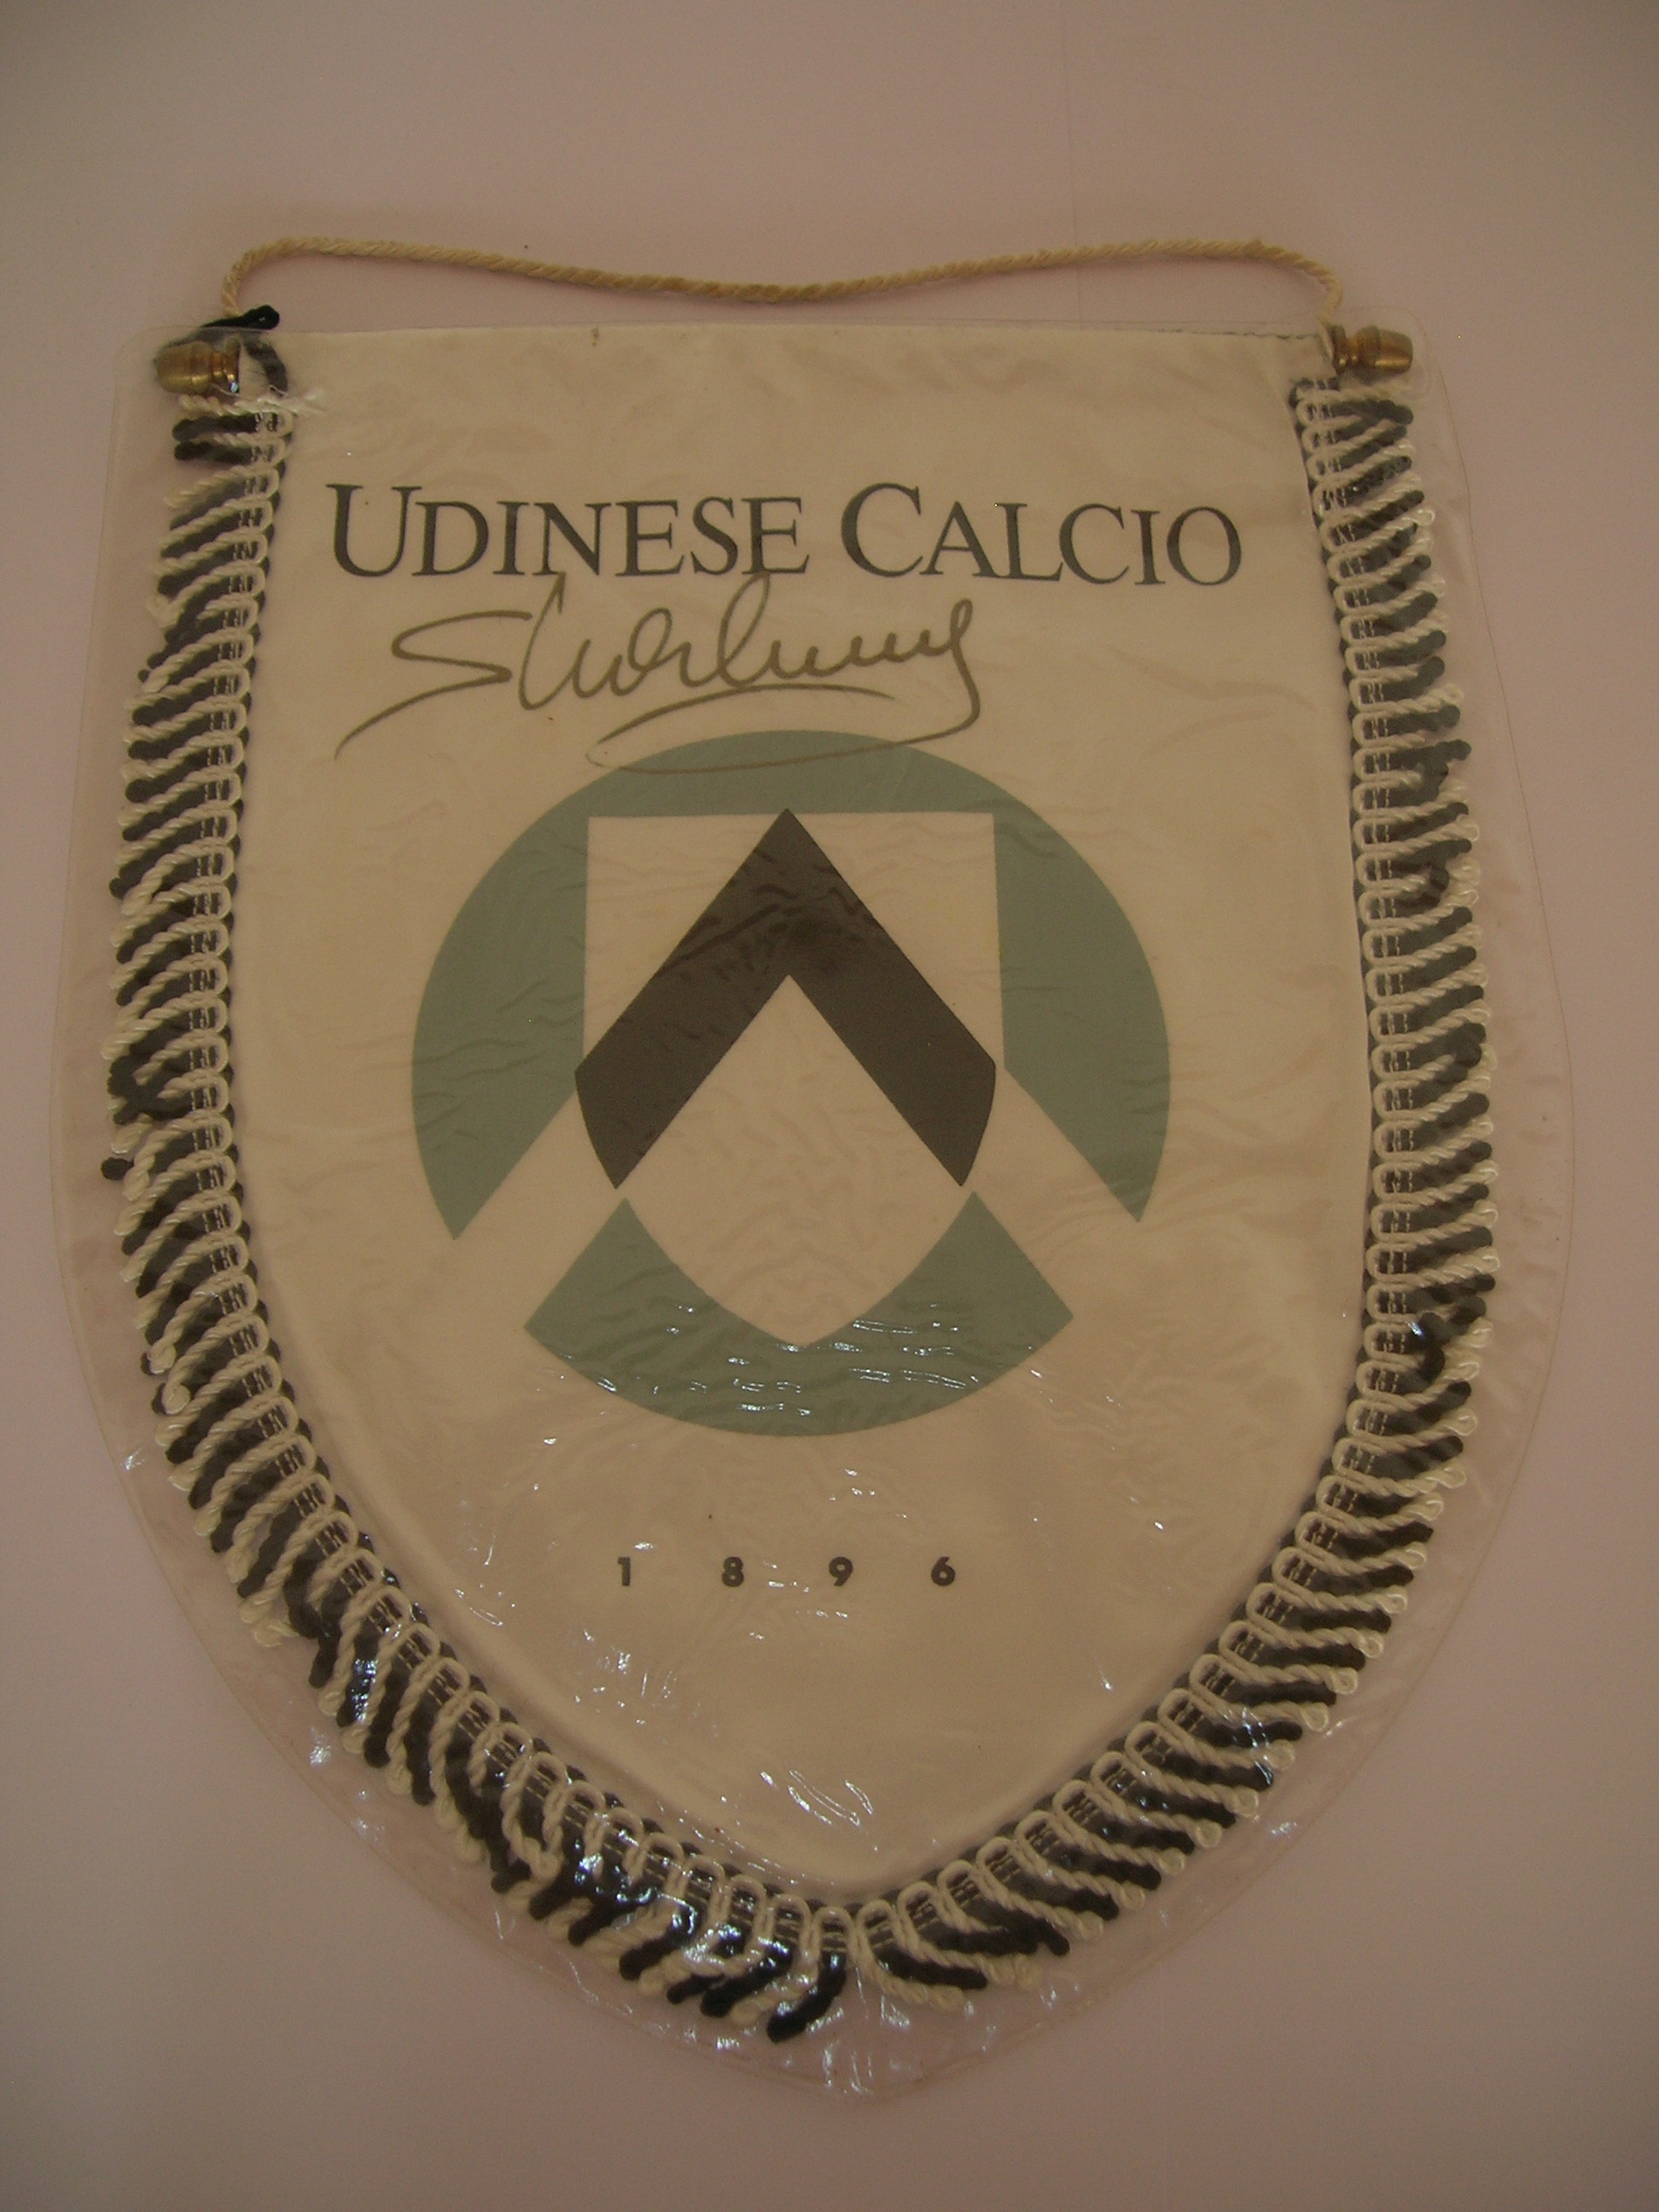 UDINESE CALCIO
1 8 9 6